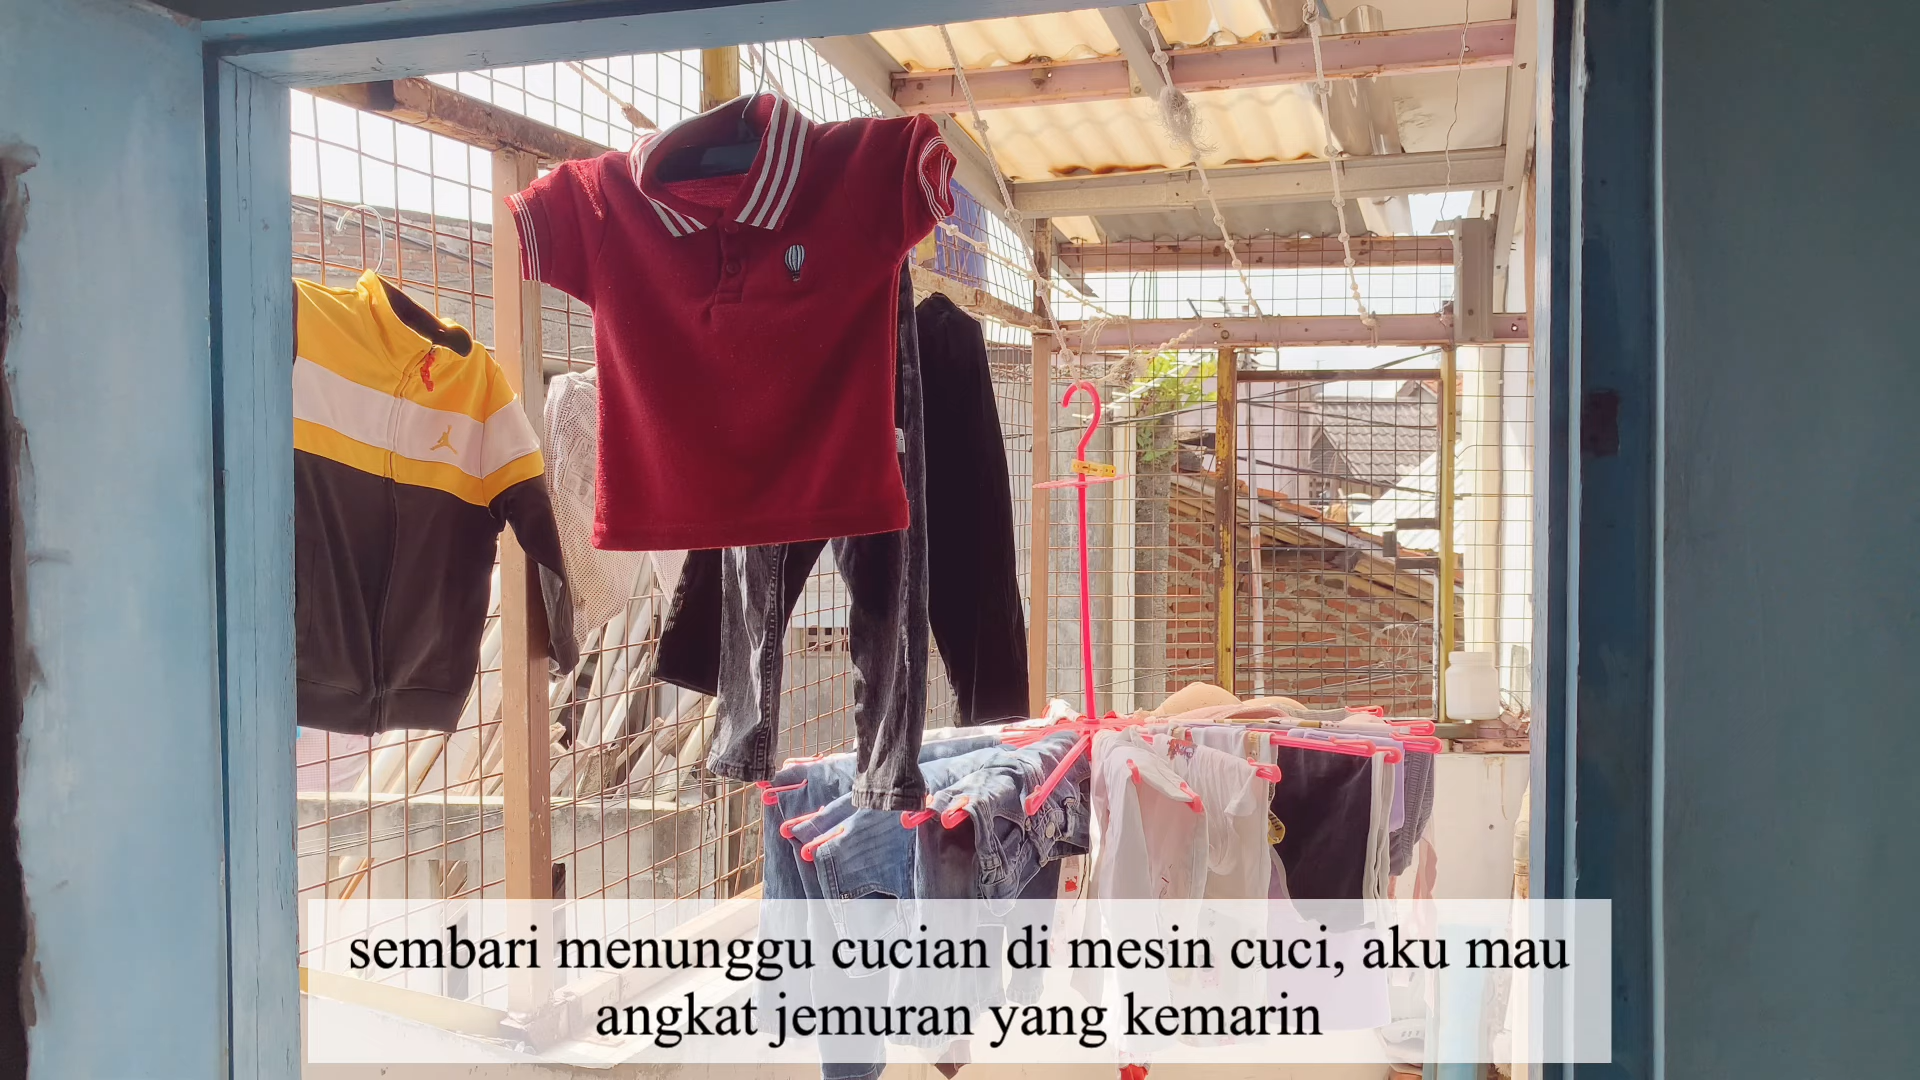 sembari menunggu cucian di mesin cuci, aku mau
angkat jemuran yang kemarin